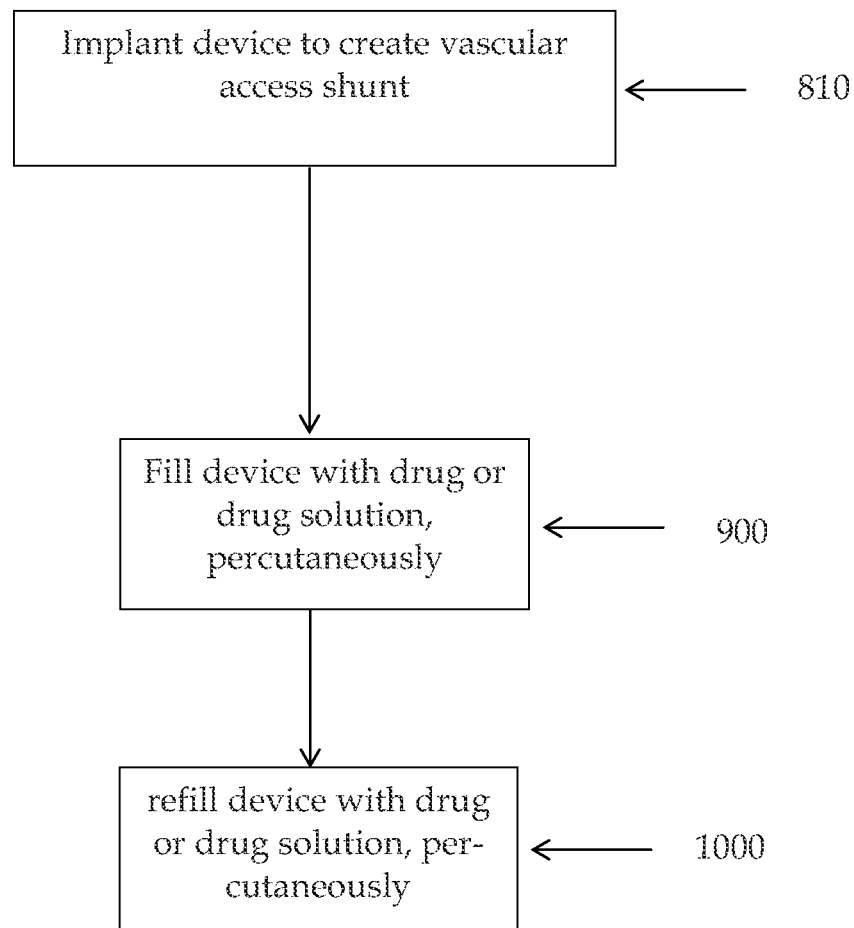 Implant device to create vascular
access shunt
810
Fill device with drug or
drug solution,
percutaneously
900
refill device with drug
or drug solution, per-
cutaneously
1000